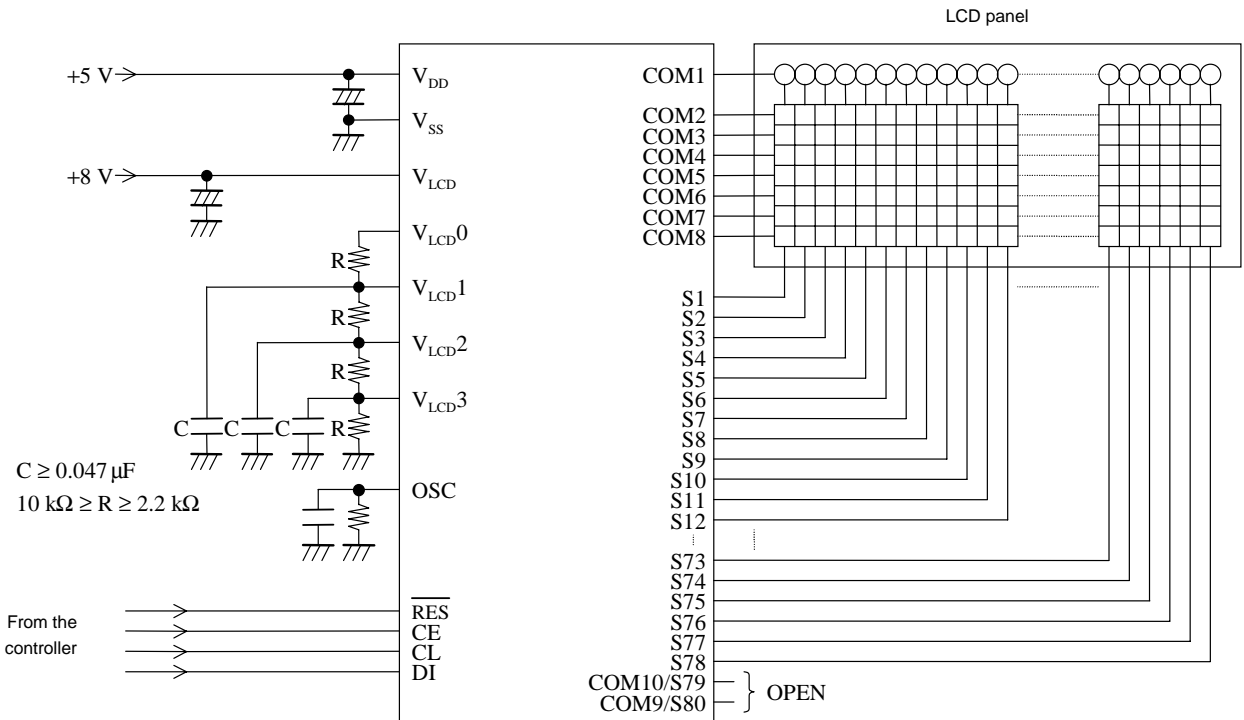 LCD panel
+5 V
VDD
COM1
VSS
COM2
COM3
+8 V
VLCD
COM4
COM5
COM6
COM7
VLCD0
COM8
R
VLCD1
S1
R
S2
S3
VLCD2
S4
R
S5
VLCD3
S6
S7
C C C R
S8
S9
C ≥ 0.047 µF
S10
OSC
10 kΩ ≥ R ≥ 2.2 kΩ
S11
S12
S73
S74
S75
From the
controller
RES
S76
CE
S77
CL
S78
DI
COM10/S79
COM9/S80
OPEN